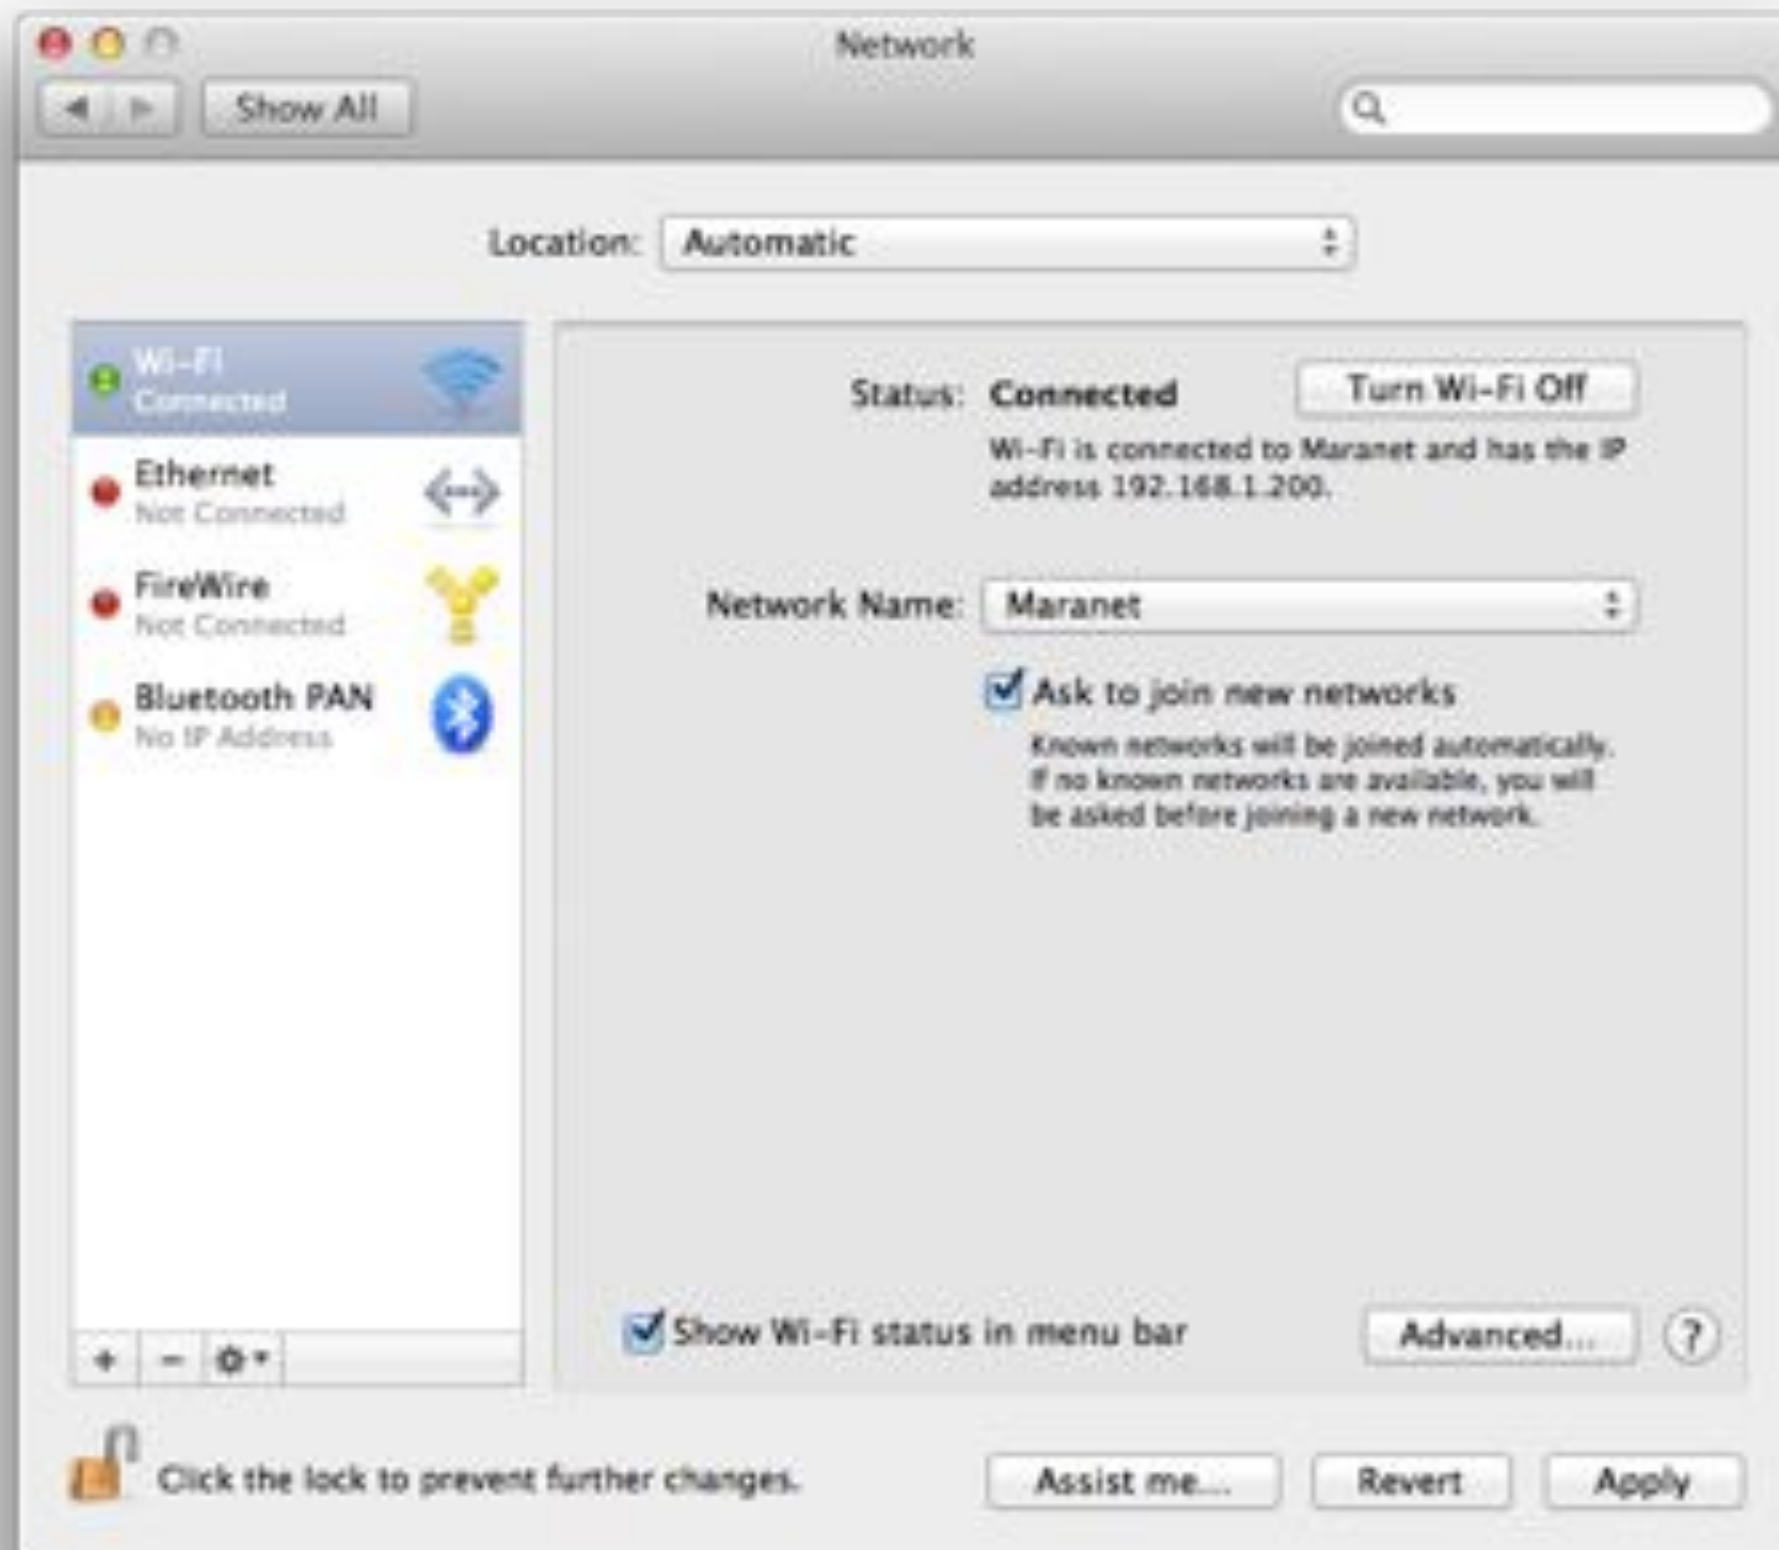 Network
Show All
Location: Automatic
Wi-Fi
Connected
Ethernet
Not Connected
FireWire
Not Connected
Bluetooth PAN
No IP Address
Status: Connected
Turn Wi-Fi Off
Wi-Fi is connected to Maranet and has the IP
address 192.168.1.200.
Network Name: Maranet
Ask to join new networks
Known networks will be joined automatically.
If no known networks are available, you will
be asked before joining a new network.
Show Wi-Fi status in menu bar
Advanced...
?
Click the lock to prevent further changes.
Assist me...
Revert
Apply